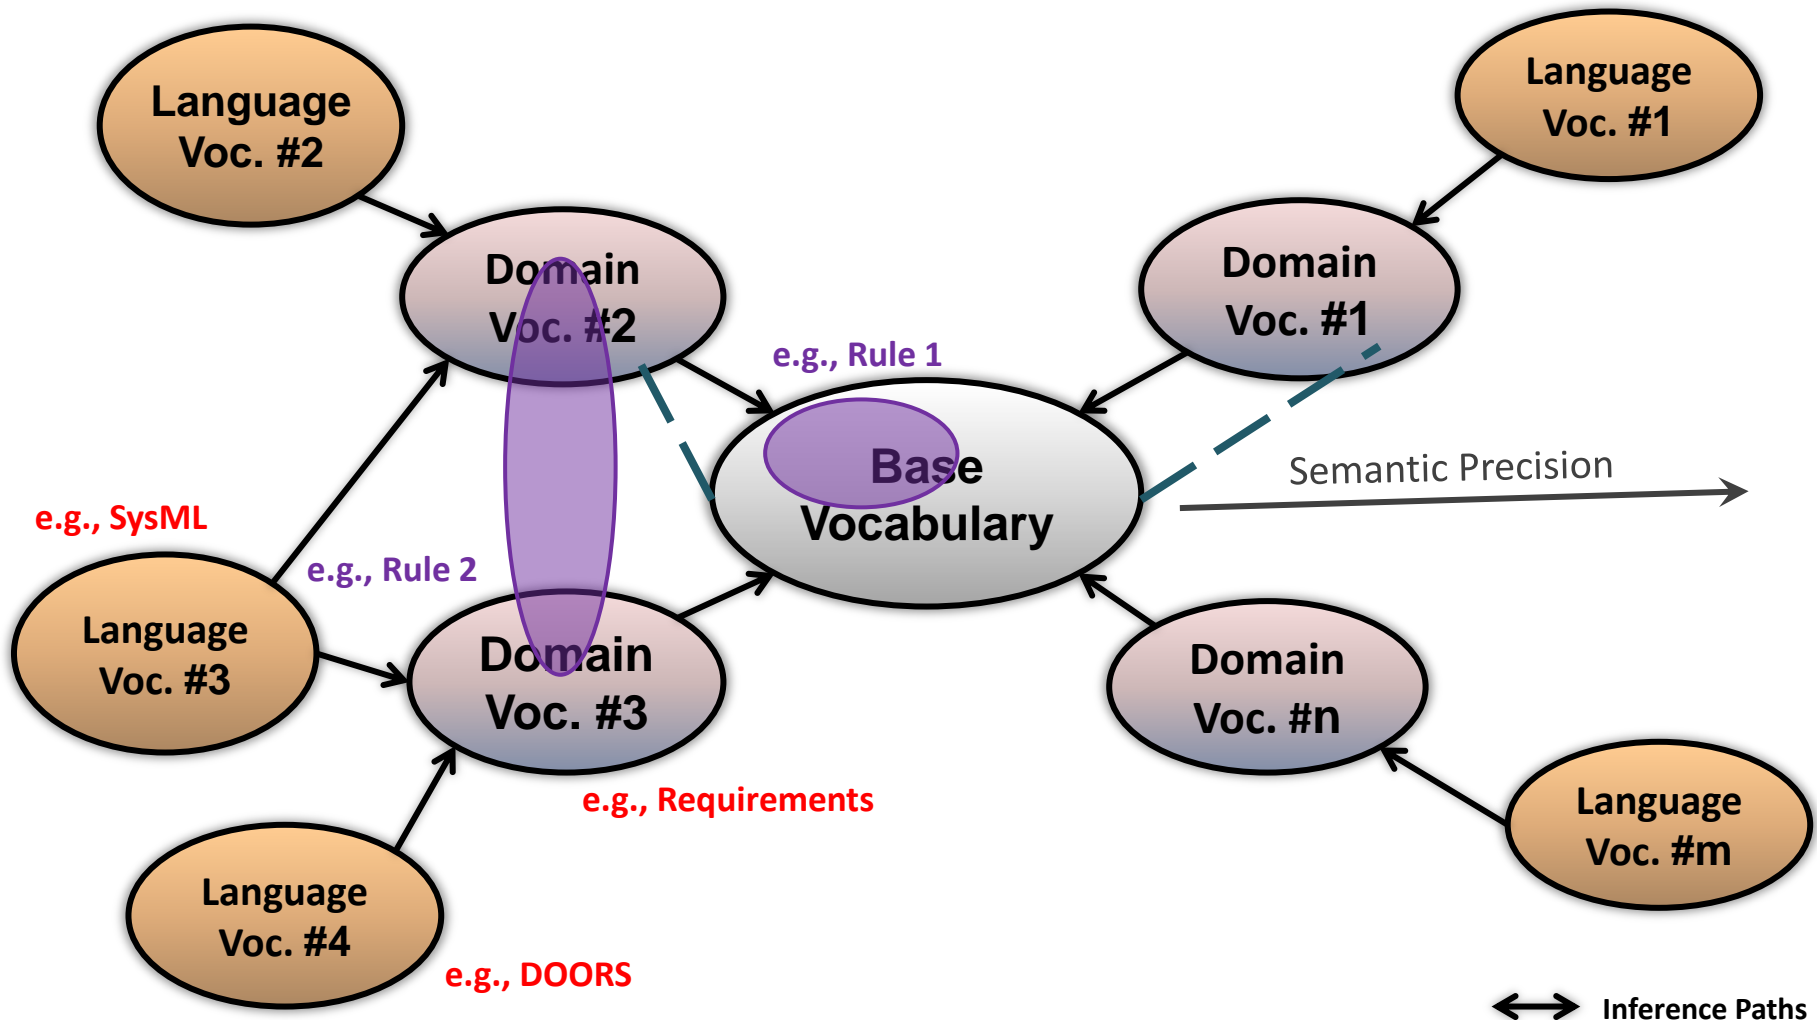 Language
Voc. #2
Language
Voc. #1
Domain
Voc. #2
Domain
Voc. #1
e.g., Rule 1
Base
Vocabulary
Semantic Precision
e.g., SysML
e.g., Rule 2
Language
Voc. #3
Domain
Voc. #3
Domain
Voc. #n
e.g., Requirements
Language
Voc. #m
Language
Voc. #4
e.g., DOORS
Inference Paths